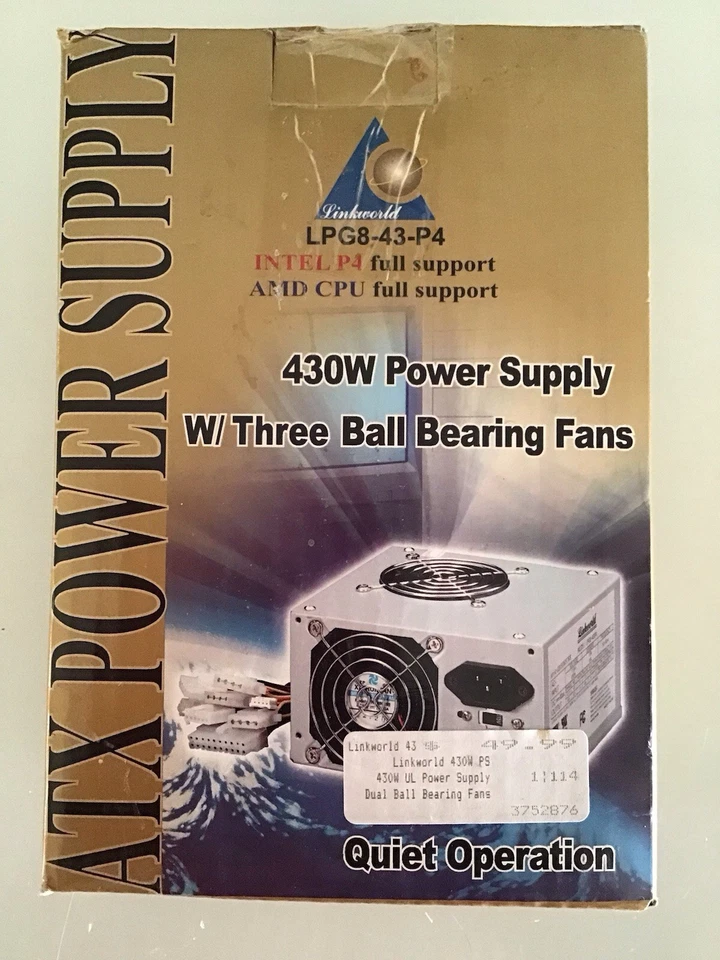 ATX POWER SUPPLY
Linkworld
LPG8-43-P4
INTEL P4 full support
AMD CPU full support
430W Power Supply
W/ Three Ball Bearing Fans
Linkworld
Linkworld 43 49.99
Linkworld 430W PS
430W UL Power Supply 1|114
Dual Ball Bearing Fans
3752876
Quiet Operation